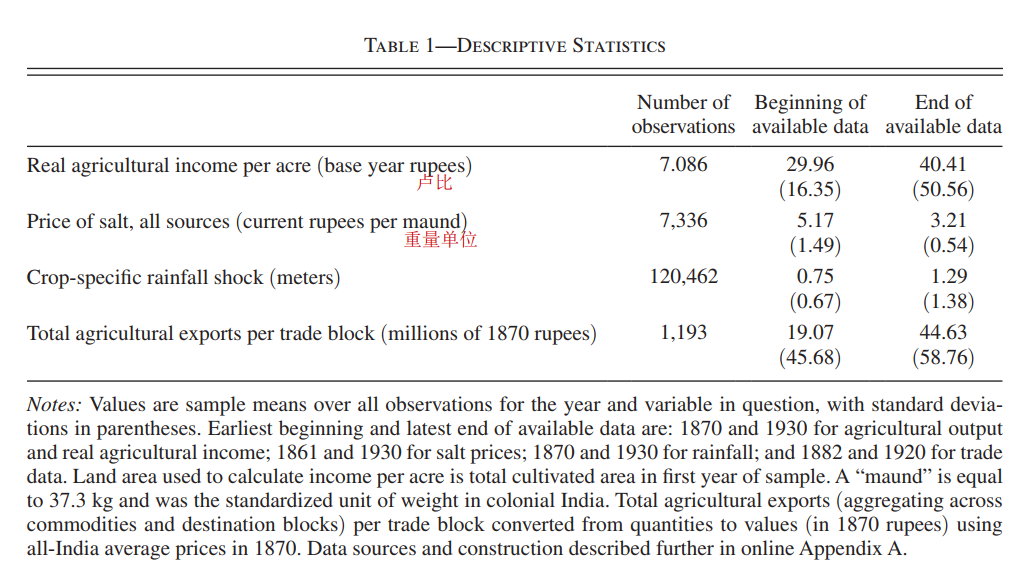 TABLE 1—DESCRIPTIVE STATISTICS
Number of observations Beginning of available data End of available data
Real agricultural income per acre (base year rupees) 7.086 29.96 40.41
卢比 (16.35) (50.56)
Price of salt, all sources (current rupees per maund) 7,336 5.17 3.21
重量单位 (1.49) (0.54)
Crop-specific rainfall shock (meters) 120,462 0.75 1.29
(0.67) (1.38)
Total agricultural exports per trade block (millions of 1870 rupees) 1,193 19.07 44.63
(45.68) (58.76)
Notes: Values are sample means over all observations for the year and variable in question, with standard devia-
tions in parentheses. Earliest beginning and latest end of available data are: 1870 and 1930 for agricultural output
and real agricultural income; 1861 and 1930 for salt prices; 1870 and 1930 for rainfall; and 1882 and 1920 for trade
data. Land area used to calculate income per acre is total cultivated area in first year of sample. A “maund” is equal
to 37.3 kg and was the standardized unit of weight in colonial India. Total agricultural exports (aggregating across
commodities and destination blocks) per trade block converted from quantities to values (in 1870 rupees) using
all-India average prices in 1870. Data sources and construction described further in online Appendix A.